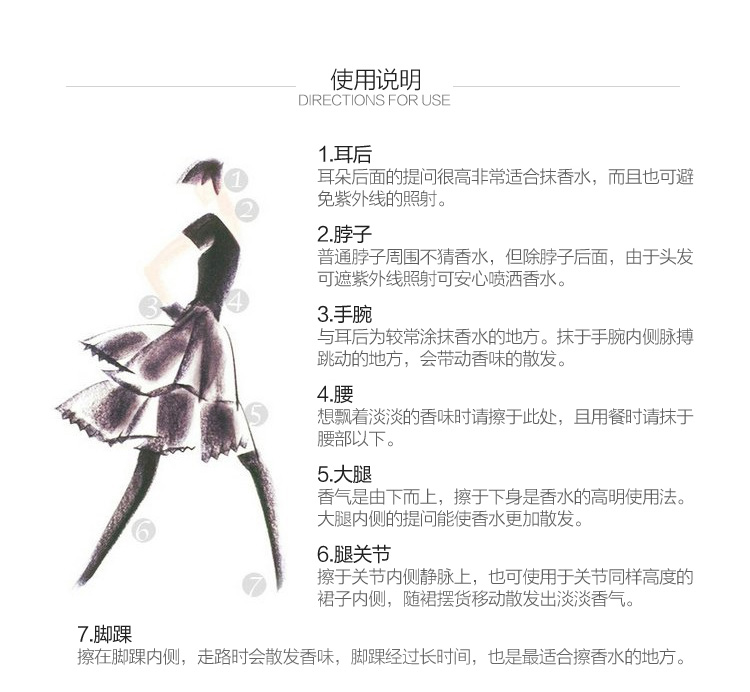 使用说明
DIRECTIONS FOR USE
1.耳后
耳朵后面的提问很高非常适合抹香水，而且也可避
免紫外线的照射。
2.脖子
普通脖子周围不猜香水，但除脖子后面，由于头发
可遮紫外线照射可安心喷洒香水。
3.手腕
与耳后为较常涂抹香水的地方。抹于手腕内侧脉搏
跳动的地方，会带动香味的散发。
4.腰
想飘着淡淡的香味时请擦于此处，且用餐时请抹于
腰部以下。
5.大腿
香气是由下而上，擦于下身是香水的高明使用法。
大腿内侧的提问能使香水更加散发。
6.腿关节
擦于关节内侧静脉上，也可使用于关节同样高度的
裙子内侧，随裙摆货移动散发出淡淡香气。
7.脚踝
擦在脚踝内侧，走路时会散发香味，脚踝经过长时间，也是最适合擦香水的地方。
1
2
3
4
5
6
7